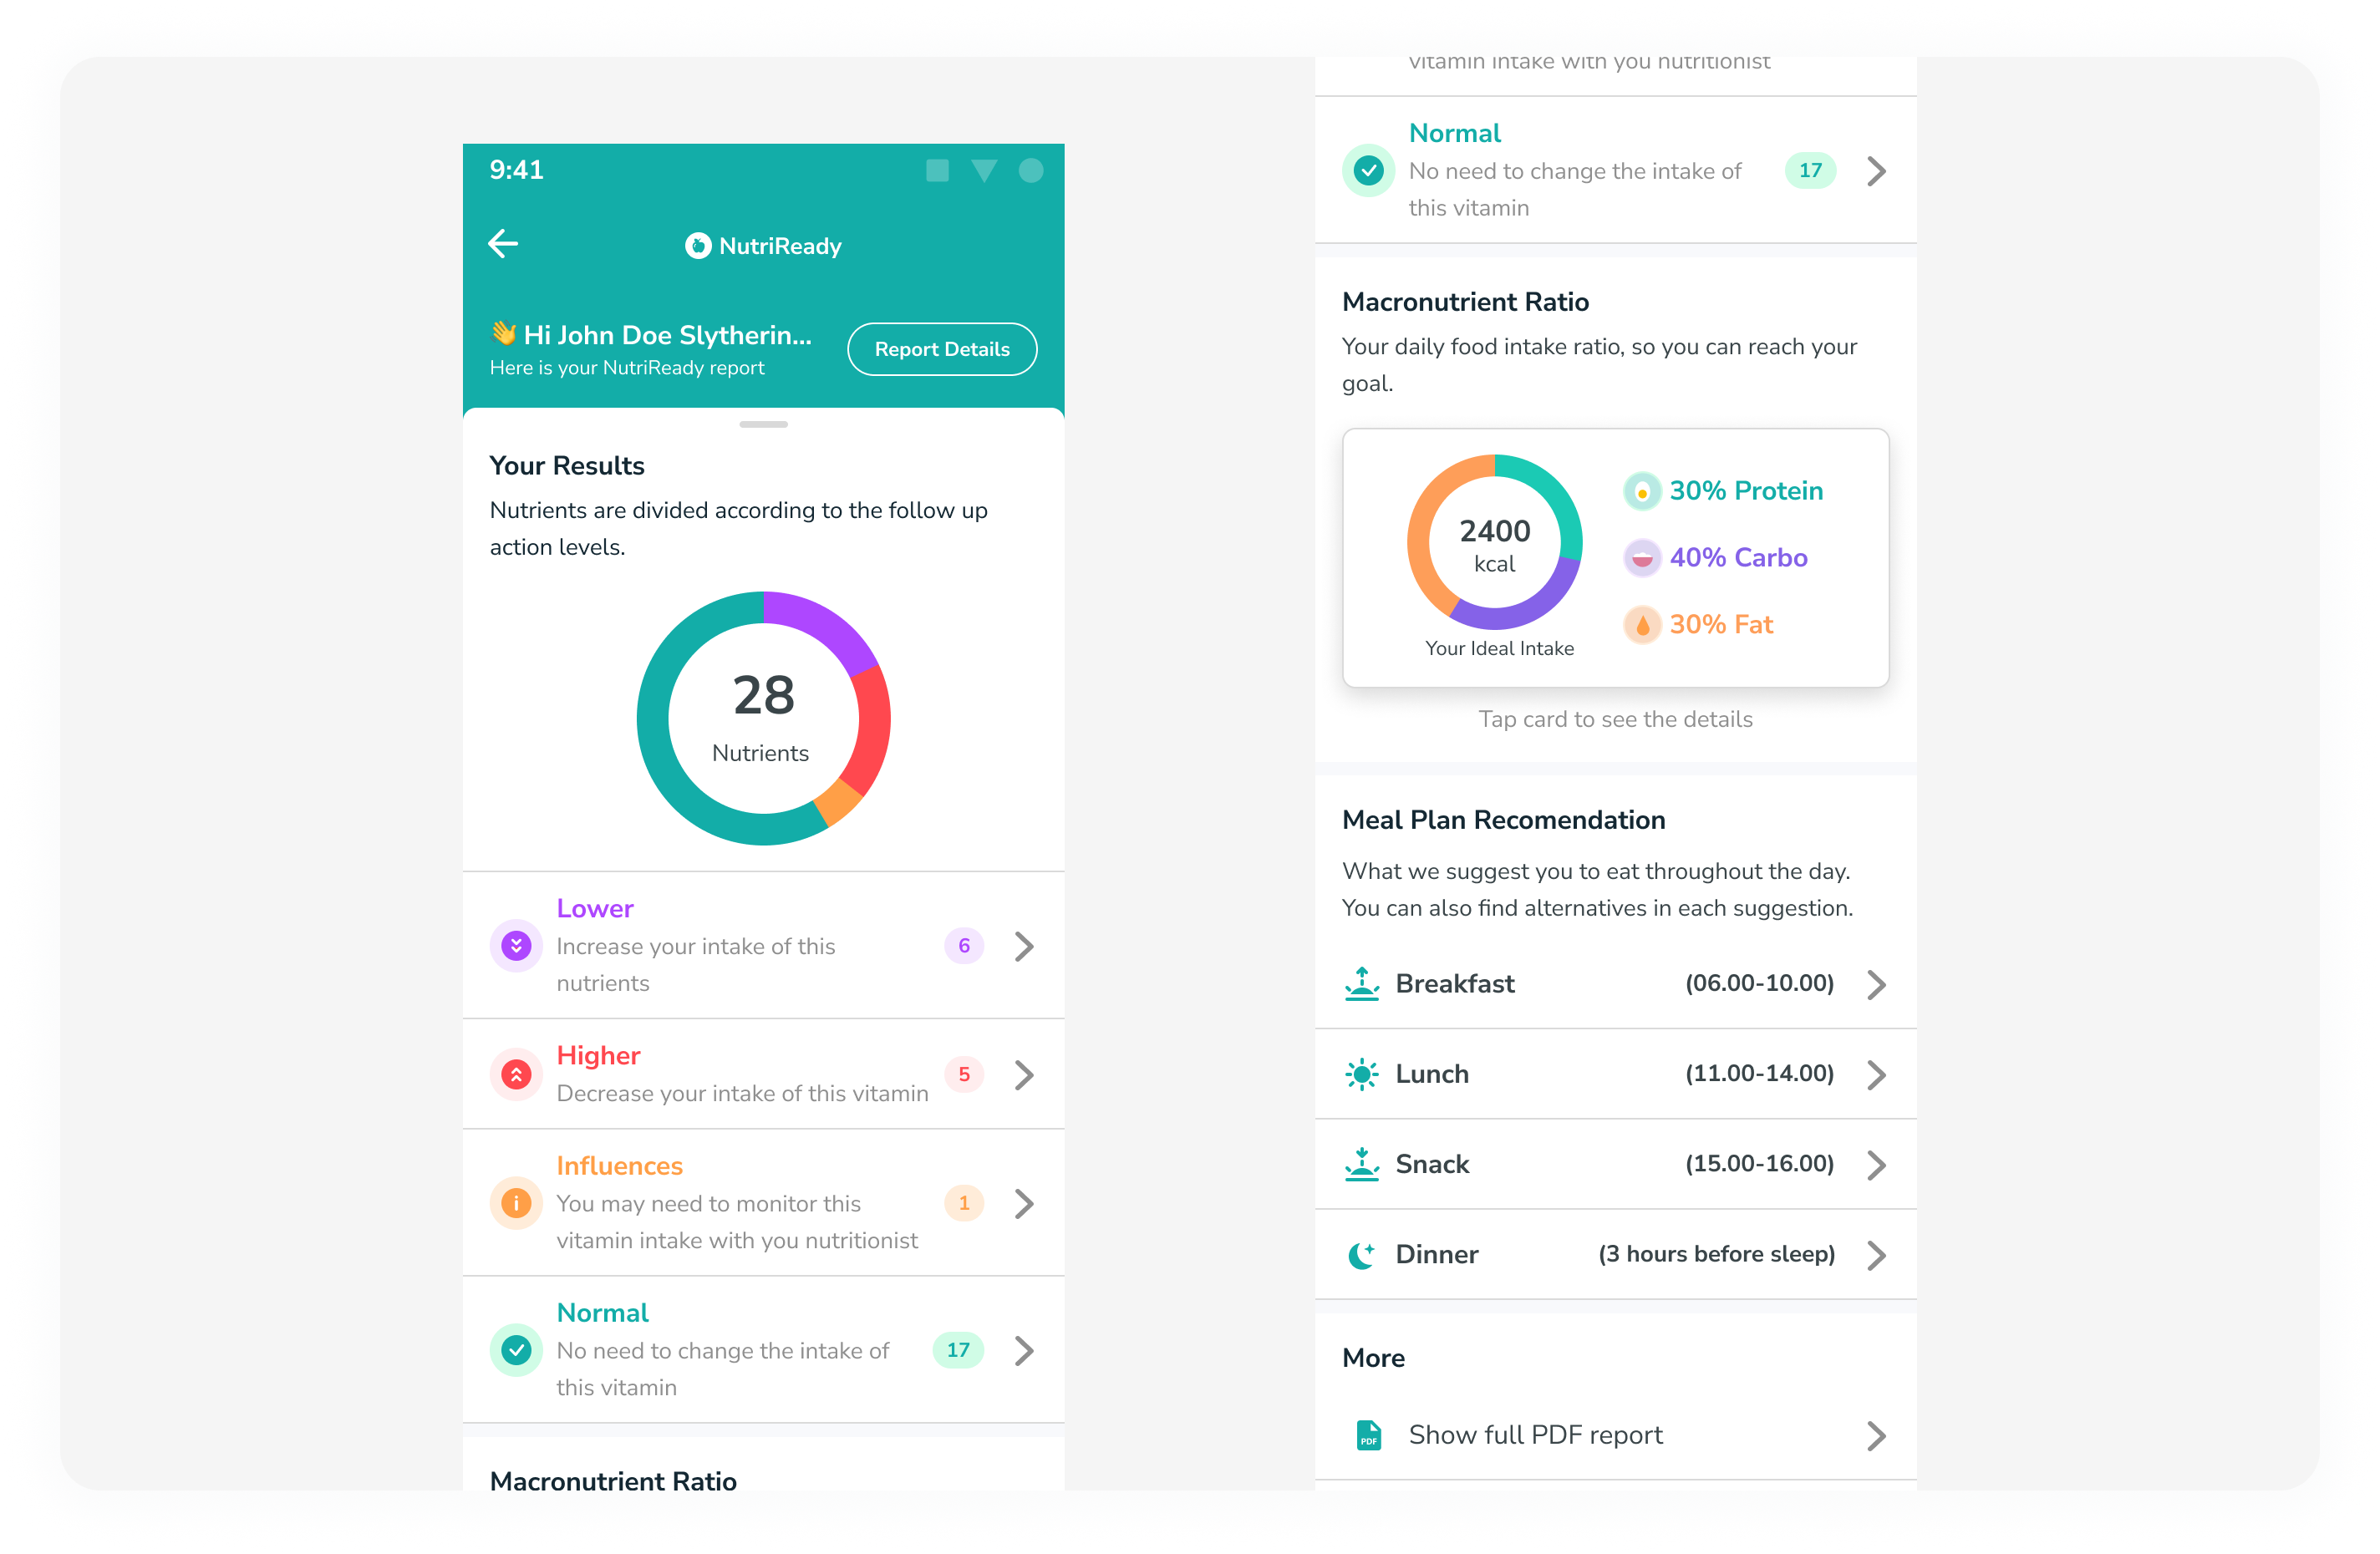 9:41
NutriReady
👋 Hi John Doe Slytherin...
Here is your NutriReady report
Report Details
Your Results
Nutrients are divided according to the follow up
action levels.
28
Nutrients
Lower
Increase your intake of this
nutrients
6
Higher
Decrease your intake of this vitamin
5
Influences
You may need to monitor this
vitamin intake with you nutritionist
1
Normal
No need to change the intake of
this vitamin
17
Macronutrient Ratio
vitamin intake with you nutritionist
Normal
No need to change the intake of
this vitamin
17
Macronutrient Ratio
Your daily food intake ratio, so you can reach your
goal.
2400
kcal
Your Ideal Intake
30% Protein
40% Carbo
30% Fat
Tap card to see the details
Meal Plan Recomendation
What we suggest you to eat throughout the day.
You can also find alternatives in each suggestion.
Breakfast (06.00-10.00)
Lunch (11.00-14.00)
Snack (15.00-16.00)
Dinner (3 hours before sleep)
More
PDF
Show full PDF report